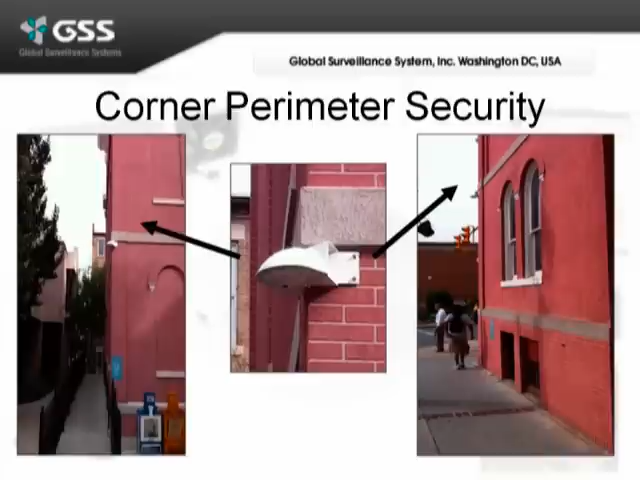 GSS
Global Surveillance Systems
Global Surveillance System, Inc. Washington DC, USA
Corner Perimeter Security